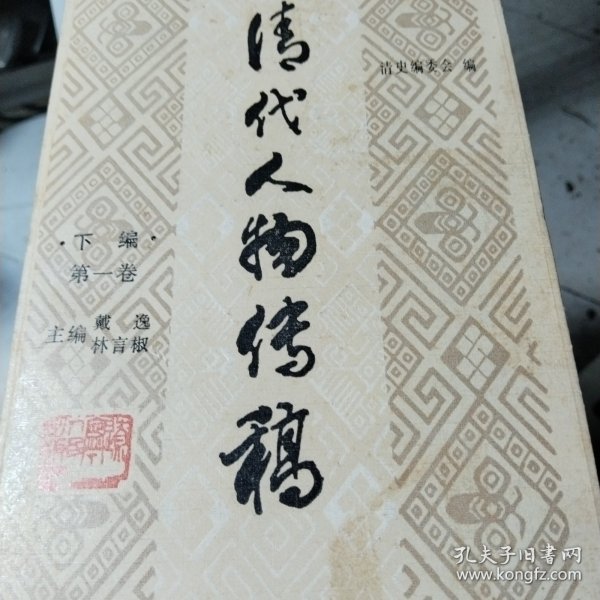 清代人物传稿
清史编委会 编
·下 编·
第一卷
主编 戴 逸
林言椒
孔夫子旧书网
www.kongfz.com